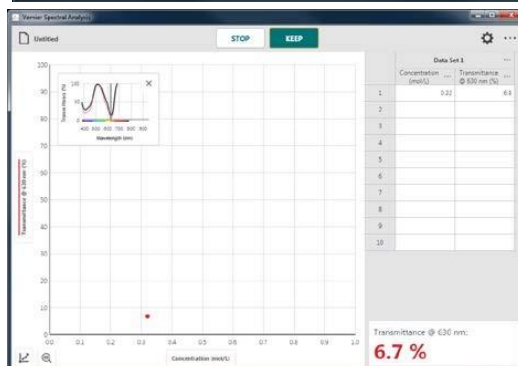 Vernier Spectral Analysis
Untitled
STOP
KEEP
Data Set 1
Concentration (mol/L)
Transmittance @ 630 nm (%)
1
6.6
2
3
4
5
6
7
8
9
10
100
90
80
70
60
50
40
30
20
10
0
Transmittance @ 630 nm (%)
Wavelength (nm)
400 500 600 700 800 900
0.0 0.1 0.2 0.3 0.4 0.5 0.6 0.7 0.8 0.9 1.0
Concentration (mol/L)
Transmittance @ 630 nm:
6.7 %